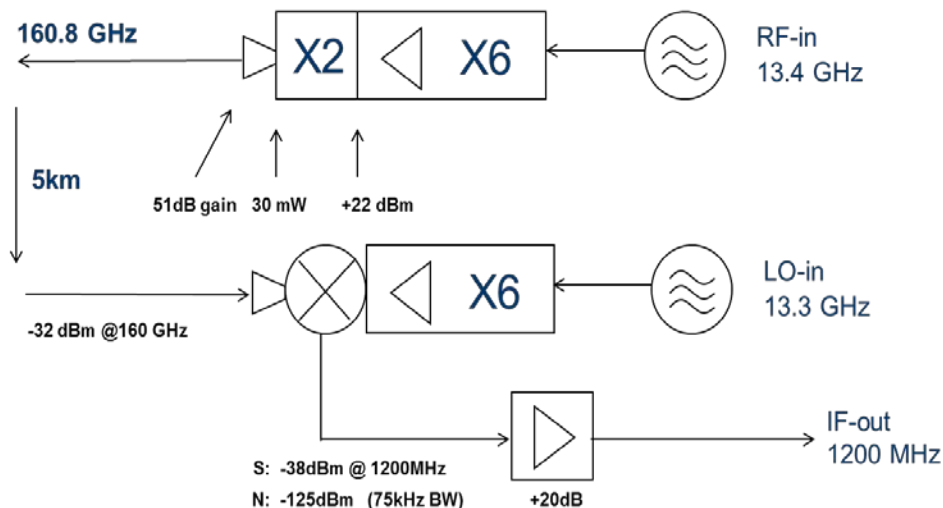 160.8 GHz
X2
X6
RF-in
13.4 GHz
5km
51dB gain
30 mW
+22 dBm
X6
LO-in
13.3 GHz
-32 dBm @160 GHz
IF-out
1200 MHz
S: -38dBm @ 1200MHz
N: -125dBm (75kHz BW)
+20dB